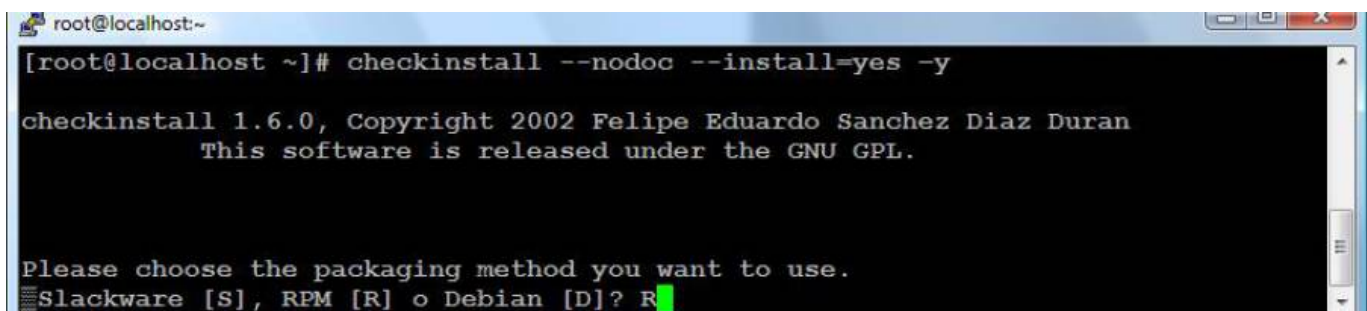 root@localhost:~
[root@localhost ~]# checkinstall --nodoc --install=yes -y
checkinstall 1.6.0, Copyright 2002 Felipe Eduardo Sanchez Diaz Duran
This software is released under the GNU GPL.
Please choose the packaging method you want to use.
Slackware [S], RPM [R] o Debian [D]? R